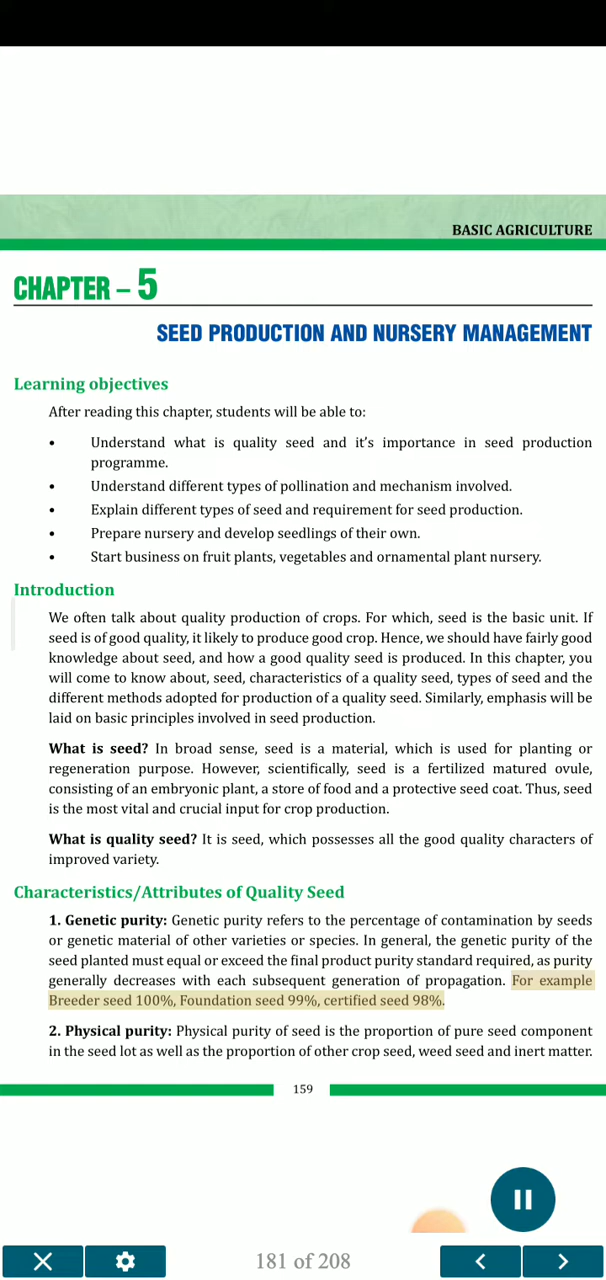 BASIC AGRICULTURE
CHAPTER – 5
SEED PRODUCTION AND NURSERY MANAGEMENT
Learning objectives
After reading this chapter, students will be able to:
• Understand what is quality seed and it's importance in seed production
programme.
• Understand different types of pollination and mechanism involved.
• Explain different types of seed and requirement for seed production.
• Prepare nursery and develop seedlings of their own.
• Start business on fruit plants, vegetables and ornamental plant nursery.
Introduction
We often talk about quality production of crops. For which, seed is the basic unit. If
seed is of good quality, it likely to produce good crop. Hence, we should have fairly good
knowledge about seed, and how a good quality seed is produced. In this chapter, you
will come to know about, seed, characteristics of a quality seed, types of seed and the
different methods adopted for production of a quality seed. Similarly, emphasis will be
laid on basic principles involved in seed production.
What is seed? In broad sense, seed is a material, which is used for planting or
regeneration purpose. However, scientifically, seed is a fertilized matured ovule,
consisting of an embryonic plant, a store of food and a protective seed coat. Thus, seed
is the most vital and crucial input for crop production.
What is quality seed? It is seed, which possesses all the good quality characters of
improved variety.
Characteristics/Attributes of Quality Seed
1. Genetic purity: Genetic purity refers to the percentage of contamination by seeds
or genetic material of other varieties or species. In general, the genetic purity of the
seed planted must equal or exceed the final product purity standard required, as purity
generally decreases with each subsequent generation of propagation. For example
Breeder seed 100%, Foundation seed 99%, certified seed 98%.
2. Physical purity: Physical purity of seed is the proportion of pure seed component
in the seed lot as well as the proportion of other crop seed, weed seed and inert matter.
159
181 of 208